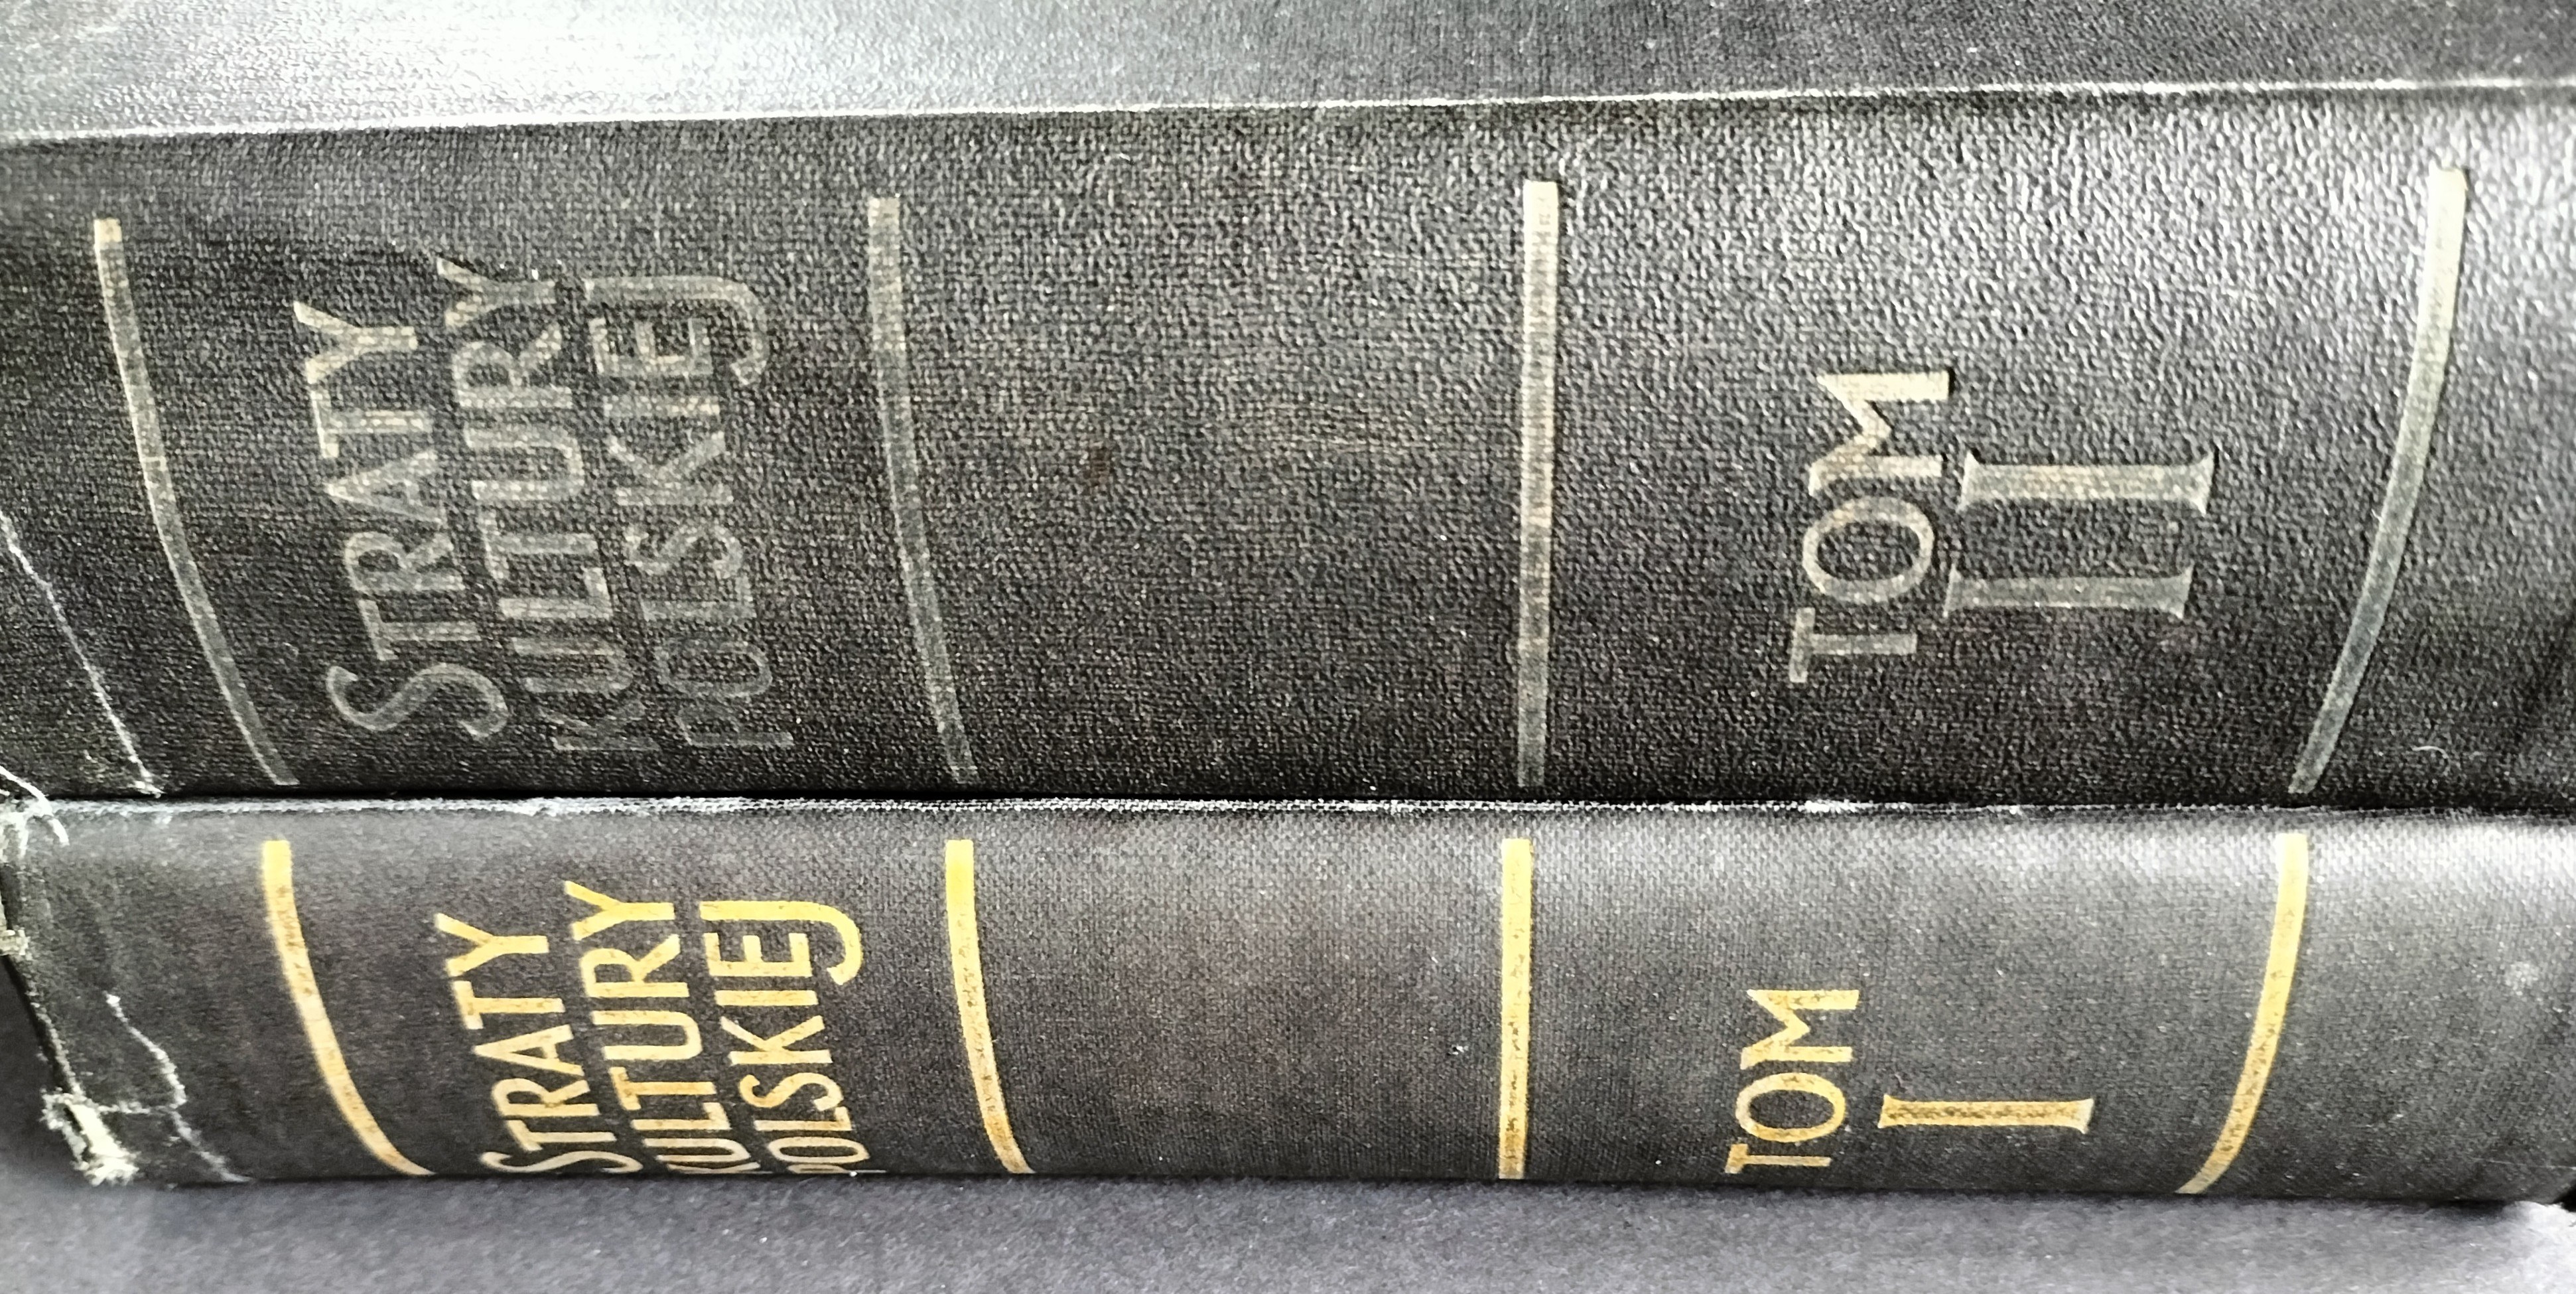 STRATY
KULTURY
POLSKIEJ
TOM
II
STRATY
KULTURY
POLSKIEJ
TOM
I